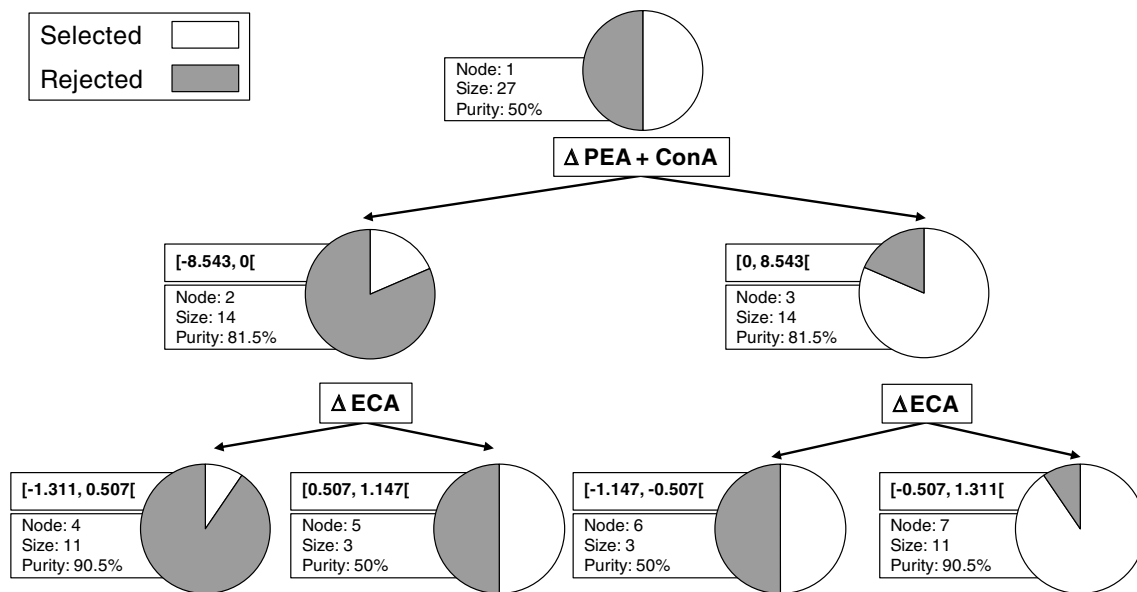 Selected
Rejected
Node: 1
Size: 27
Purity: 50%
Δ PEA + ConA
[-8.543, 0[
Node: 2
Size: 14
Purity: 81.5%
[0, 8.543[
Node: 3
Size: 14
Purity: 81.5%
Δ ECA
ΔECA
[-1.311, 0.507[
Node: 4
Size: 11
Purity: 90.5%
[0.507, 1.147[
Node: 5
Size: 3
Purity: 50%
[-1.147, -0.507[
Node: 6
Size: 3
Purity: 50%
[-0.507, 1.311[
Node: 7
Size: 11
Purity: 90.5%